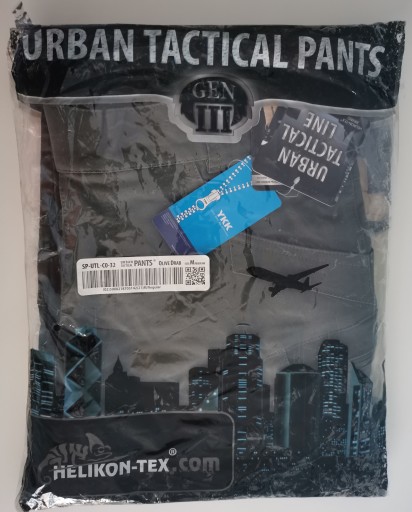 URBAN TACTICAL PANTS
GEN
III
URBAN
TACTICAL
LINE
YKK
SP-UTL-CO-32
PANTS
OLIVE DRAB
HELIKON-TEX®.com